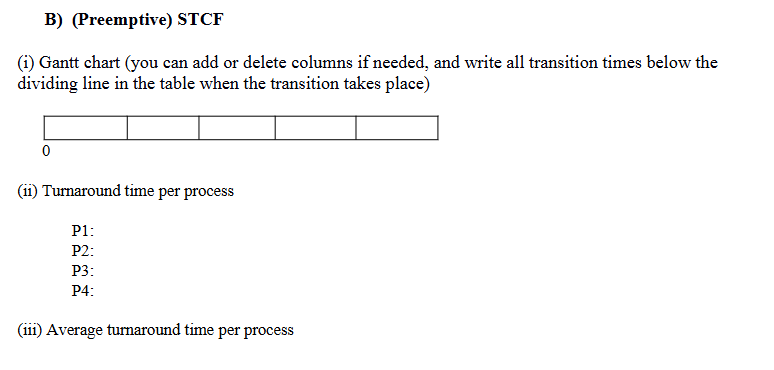 B) (Preemptive) STCF
(i) Gantt chart (you can add or delete columns if needed, and write all transition times below the
dividing line in the table when the transition takes place)
0
(ii) Turnaround time per process
P1:
P2:
P3:
P4:
(iii) Average turnaround time per process